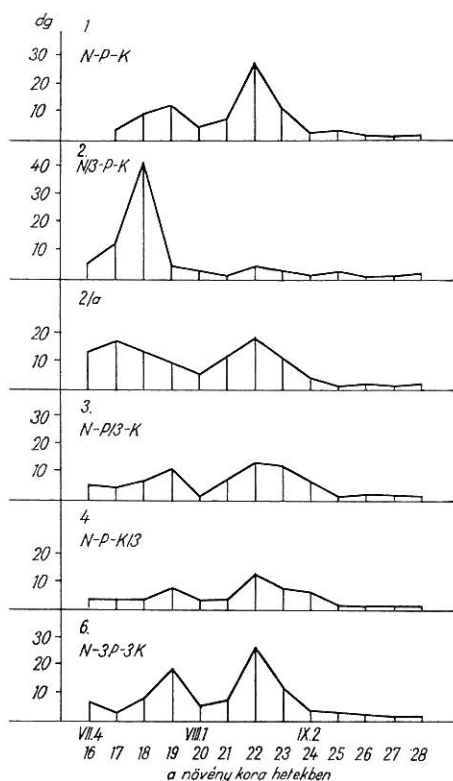 dg
1
N-P-K
30
20
10
2.
N/3-P-K
40
30
20
10
2/a
20
10
3.
N-P/3-K
30
20
10
4
N-P-K/3
20
10
6.
N-3P-3K
30
20
10
VII.4 VIII.1 IX.2
16 17 18 19 20 21 22 23 24 25 26 27 28
a növény kora hetekben